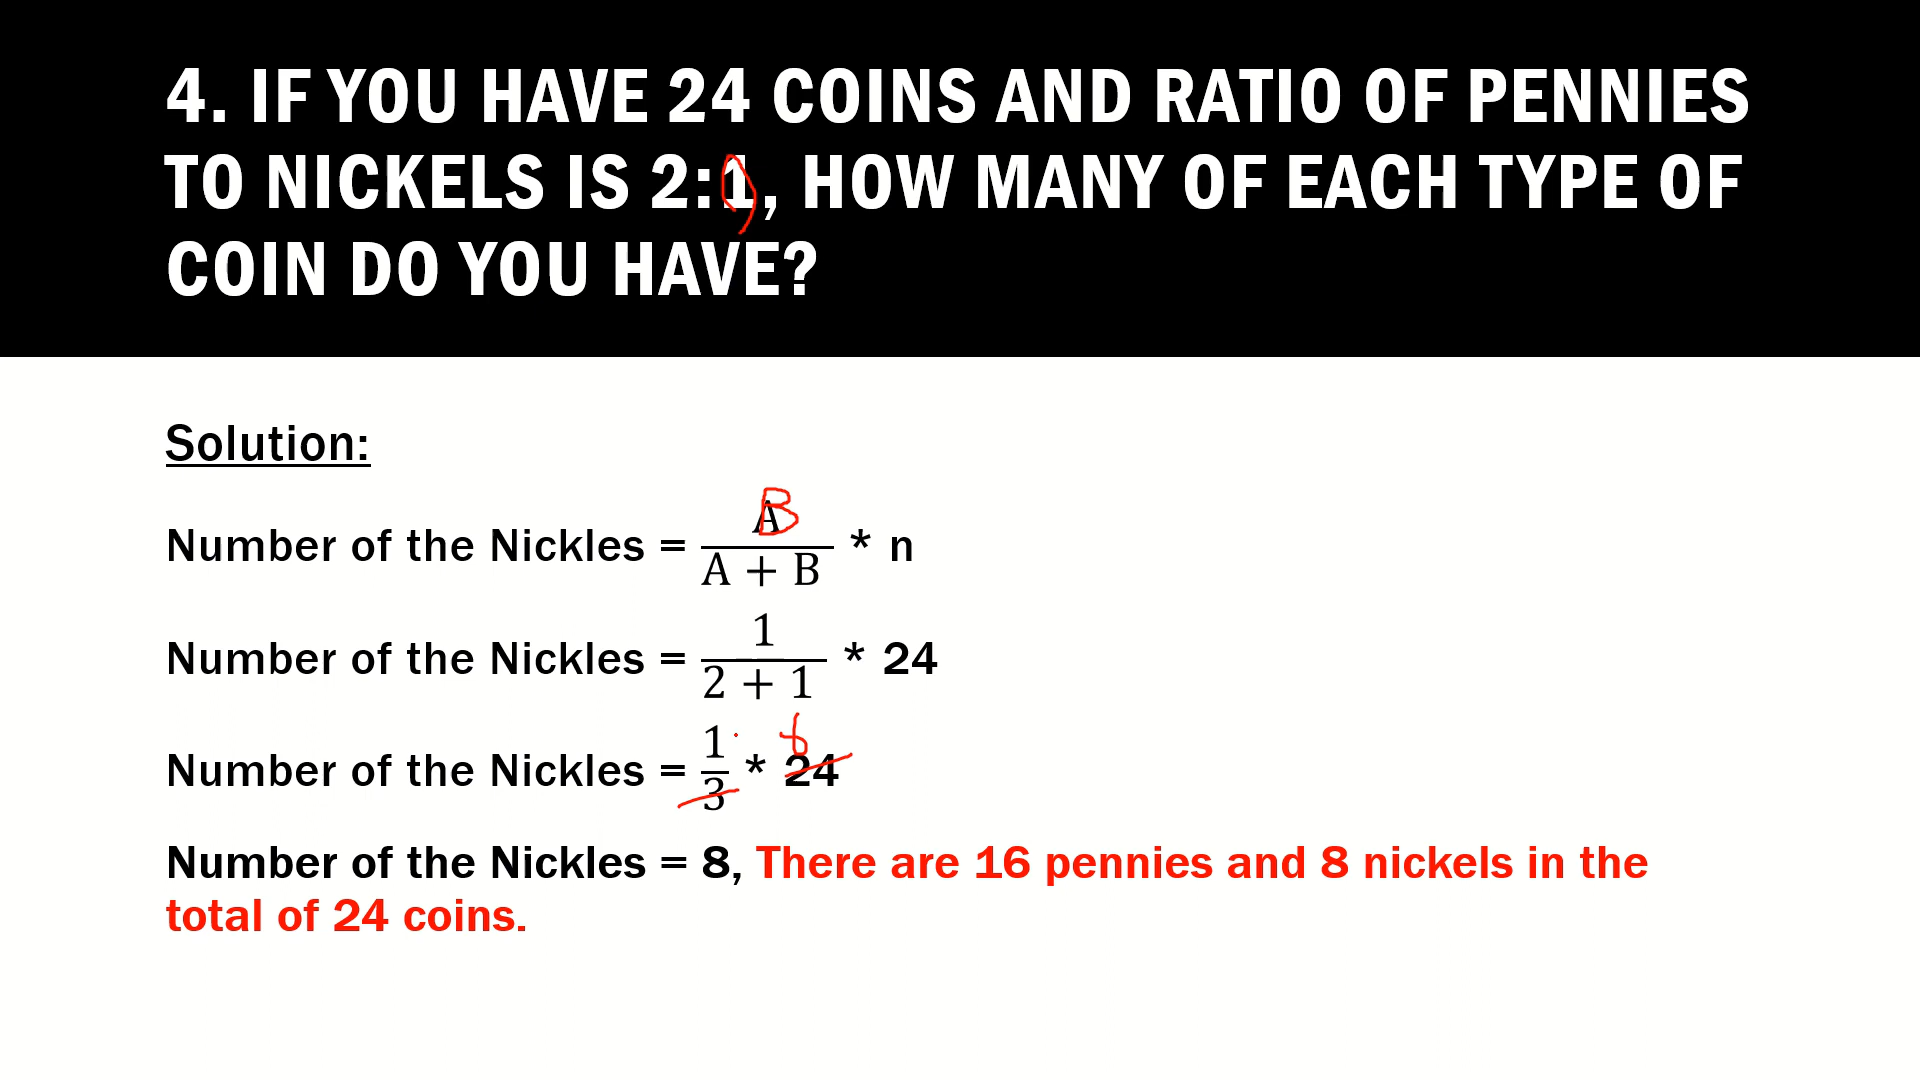 4. IF YOU HAVE 24 COINS AND RATIO OF PENNIES
TO NICKELS IS 2:1, HOW MANY OF EACH TYPE OF
COIN DO YOU HAVE?
Solution:
B
Number of the Nickles = A / A + B * n
Number of the Nickles = 1 / 2 + 1 * 24
Number of the Nickles = 1 / 3 * 24
Number of the Nickles = 8, There are 16 pennies and 8 nickels in the
total of 24 coins.